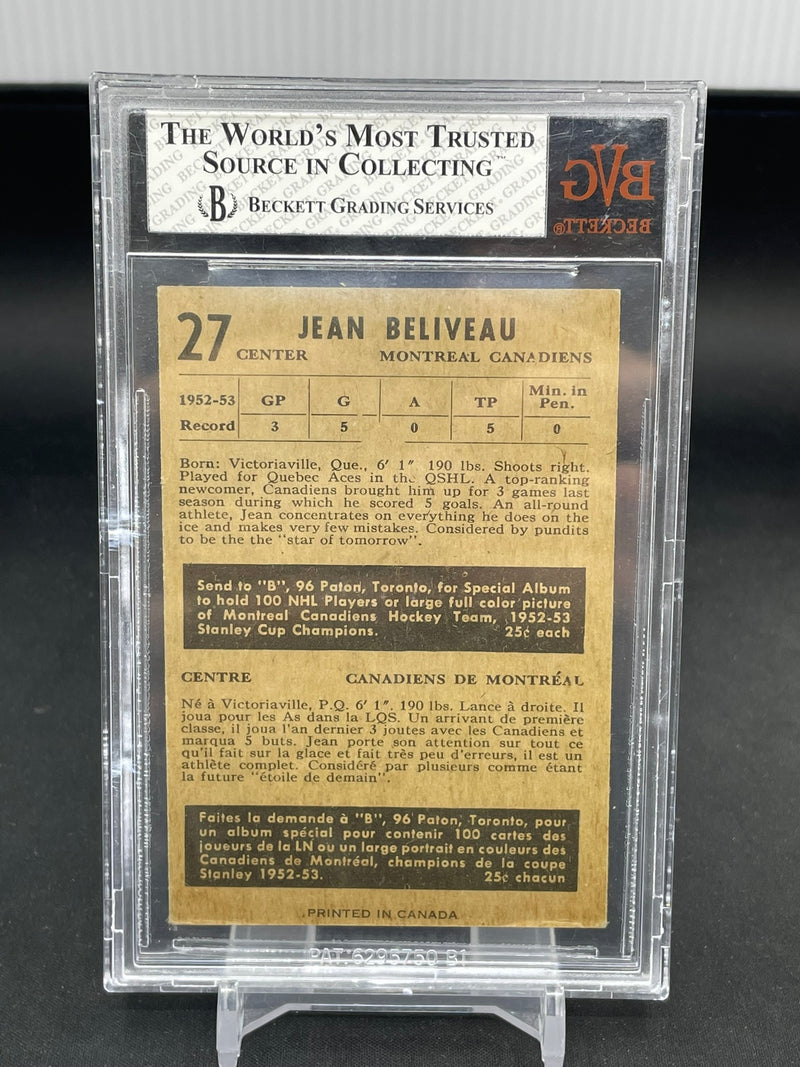 THE WORLD'S MOST TRUSTED
SOURCE IN COLLECTING™
B BECKETT GRADING SERVICES
BVG
BECKETT®
27 JEAN BELIVEAU
CENTER MONTREAL CANADIENS
1952-53 GP G A TP Min. in Pen.
Record 3 5 0 5 0
Born: Victoriaville, Que., 6' 1" 190 lbs. Shoots right.
Played for Quebec Aces in the QSHL. A top-ranking
newcomer, Canadiens brought him up for 3 games last
season during which he scored 5 goals. An all-round
athlete, Jean concentrates on everything he does on the
ice and makes very few mistakes. Considered by pundits
to be the the "star of tomorrow".
Send to "B", 96 Paton, Toronto, for Special Album
to hold 100 NHL Players or large full color picture
of Montreal Canadiens Hockey Team, 1952-53
Stanley Cup Champions. 25¢ each
CENTRE CANADIENS DE MONTRÉAL
Né à Victoriaville, P.Q. 6' 1". 190 lbs. Lance à droite. Il
joua pour les As dans la LQS. Un arrivant de première
classe, il joua l'an dernier 3 joutes avec les Canadiens et
marqua 5 buts. Jean porte son attention sur tout ce
qu'il fait sur la glace et fait très peu d'erreurs, il est un
athlète complet. Considéré par plusieurs comme étant
la future "étoile de demain".
Faites la demande à "B", 96 Paton, Toronto, pour
un album spécial pour contenir 100 cartes des
joueurs de la LN ou un large portrait en couleurs des
Canadiens de Montréal, champions de la coupe
Stanley 1952-53. 25¢ chacun
PRINTED IN CANADA
PAT. 6295750 B1